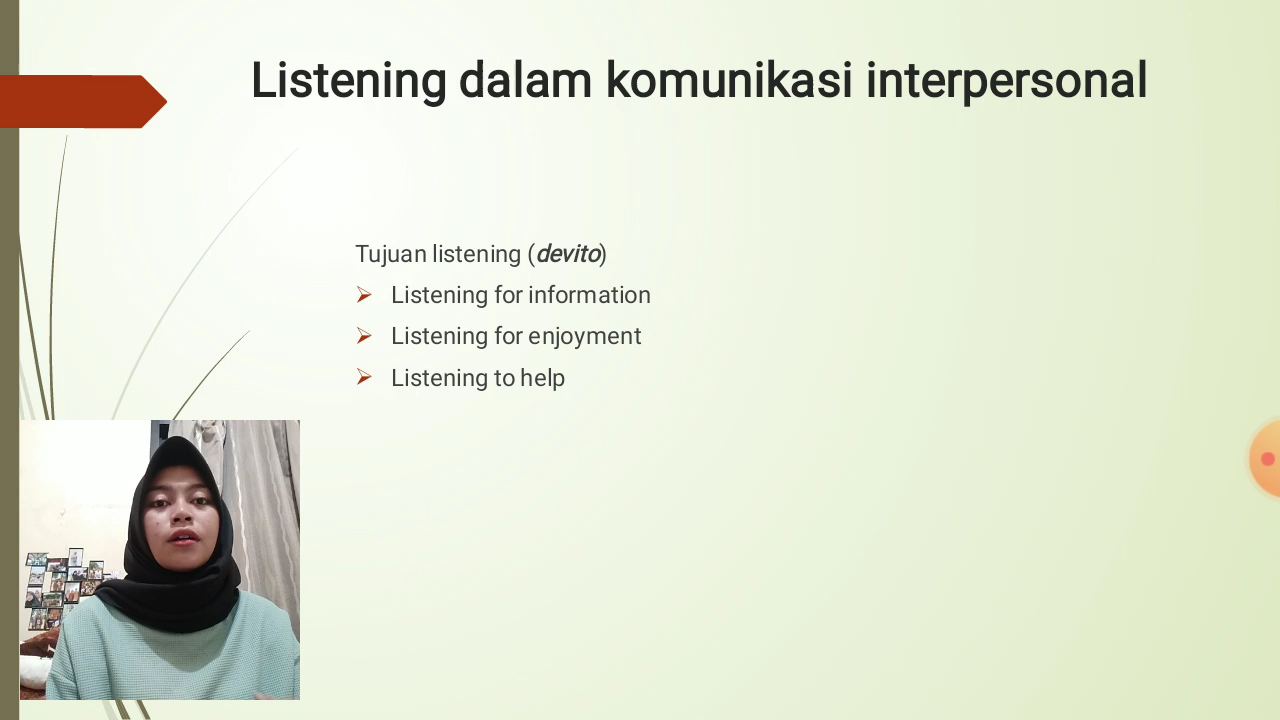 Listening dalam komunikasi interpersonal
Tujuan listening (devito)
Listening for information
Listening for enjoyment
Listening to help